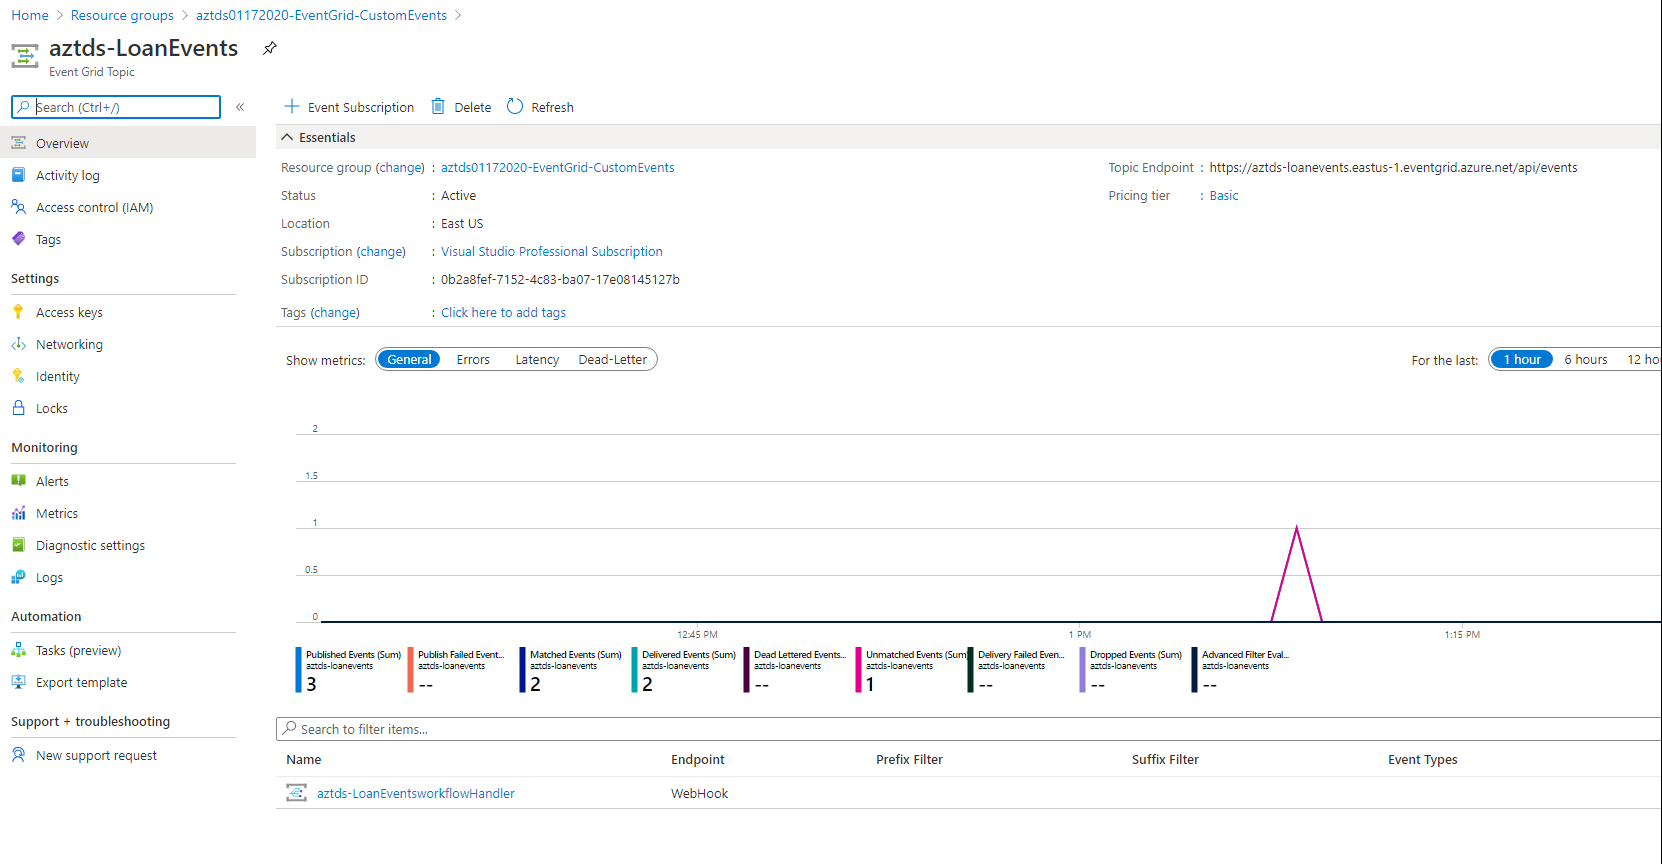 Home > Resource groups > aztds01172020-EventGrid-CustomEvents >
aztds-LoanEvents
Event Grid Topic
Search (Ctrl+/)
«
Overview
Activity log
Access control (IAM)
Tags
Settings
Access keys
Networking
Identity
Locks
Monitoring
Alerts
Metrics
Diagnostic settings
Logs
Automation
Tasks (preview)
Export template
Support + troubleshooting
New support request
Event Subscription Delete Refresh
Essentials
Resource group (change) : aztds01172020-EventGrid-CustomEvents
Status : Active
Location : East US
Subscription (change) : Visual Studio Professional Subscription
Subscription ID : 0b2a8fef-7152-4c83-ba07-17e08145127b
Tags (change) : Click here to add tags
Topic Endpoint : https://aztds-loanevents.eastus-1.eventgrid.azure.net/api/events
Pricing tier : Basic
Show metrics: General Errors Latency Dead-Letter
For the last: 1 hour 6 hours 12 ho
2
1.5
1
0.5
0
12:45 PM 1 PM 1:15 PM
Published Events (Sum)
aztds-loanevents
3
Publish Failed Event...
aztds-loanevents
--
Matched Events (Sum)
aztds-loanevents
2
Delivered Events (Sum)
aztds-loanevents
2
Dead Lettered Events...
aztds-loanevents
--
Unmatched Events (Sum)
aztds-loanevents
1
Delivery Failed Even...
aztds-loanevents
--
Dropped Events (Sum)
aztds-loanevents
--
Advanced Filter Eval...
aztds-loanevents
--
Search to filter items...
Name Endpoint Prefix Filter Suffix Filter Event Types
aztds-LoanEventsworkflowHandler WebHook